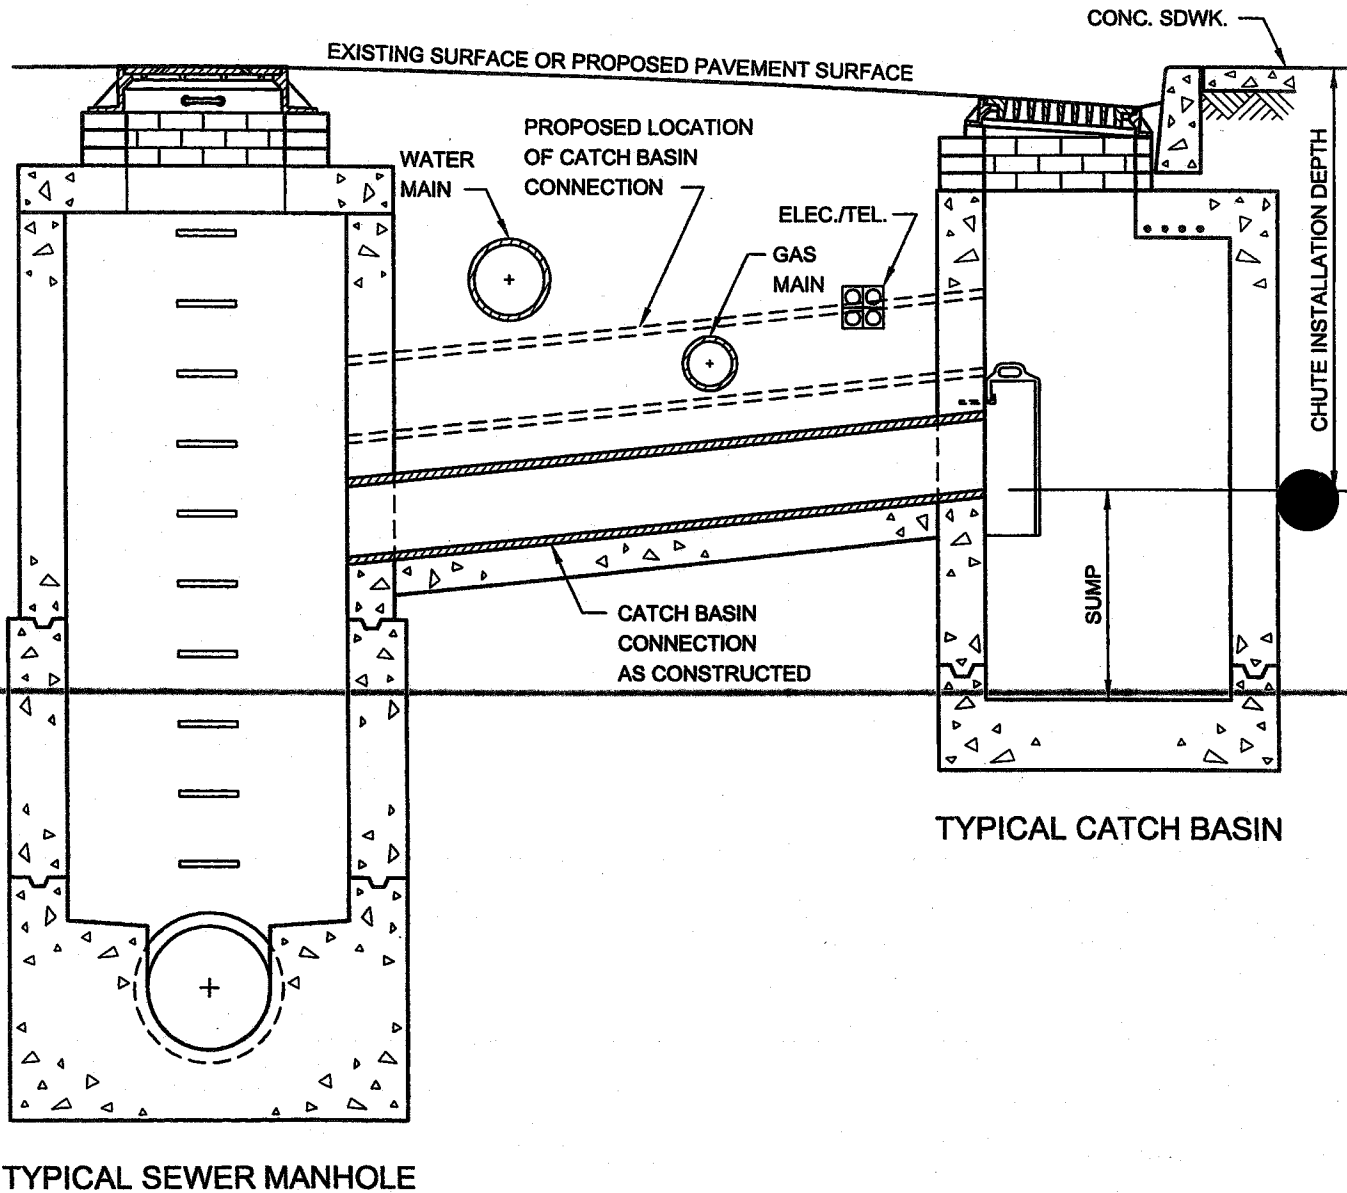 CONC. SDWK.
EXISTING SURFACE OR PROPOSED PAVEMENT SURFACE
PROPOSED LOCATION
OF CATCH BASIN
CONNECTION
WATER
MAIN
ELEC./TEL.
GAS
MAIN
CHUTE INSTALLATION DEPTH
SUMP
CATCH BASIN
CONNECTION
AS CONSTRUCTED
TYPICAL CATCH BASIN
TYPICAL SEWER MANHOLE